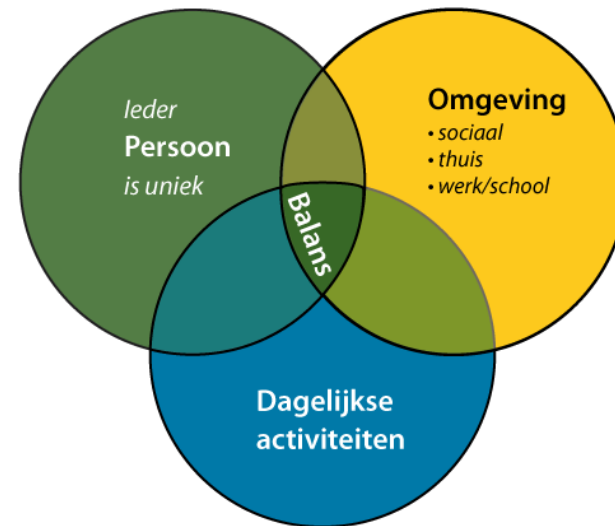 Ieder
Persoon
is uniek
Omgeving
• sociaal
• thuis
• werk/school
Balans
Dagelijkse
activiteiten